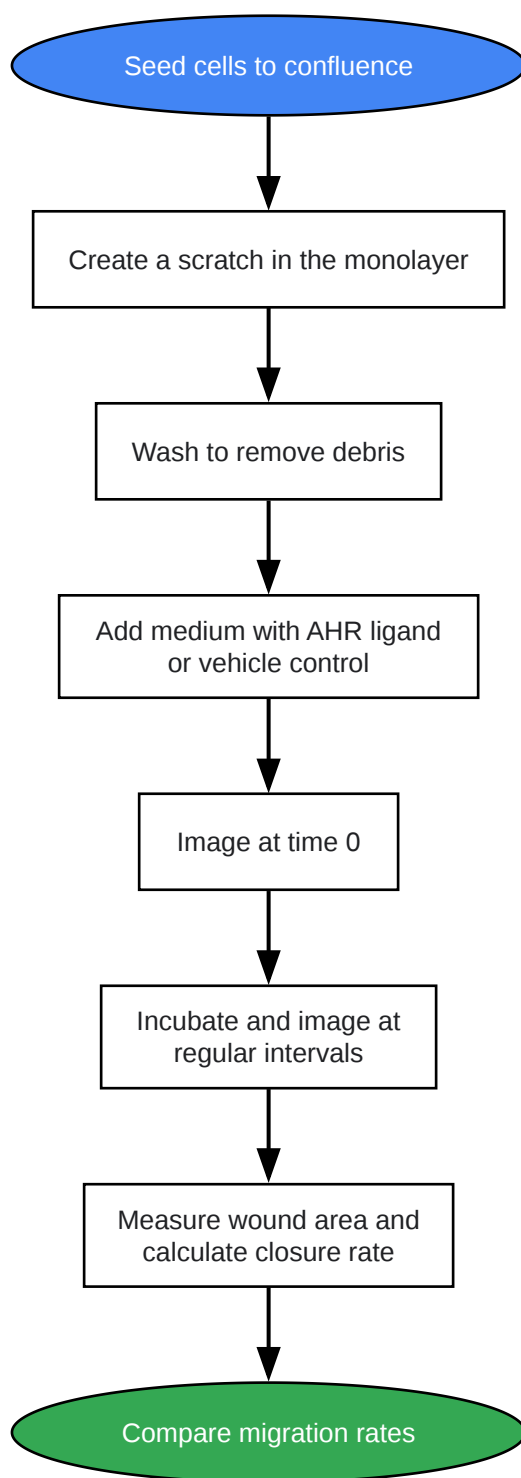 Seed cells to confluence
Create a scratch in the monolayer
Wash to remove debris
Add medium with AHR ligand
or vehicle control
Image at time 0
Incubate and image at
regular intervals
Measure wound area and
calculate closure rate
Compare migration rates